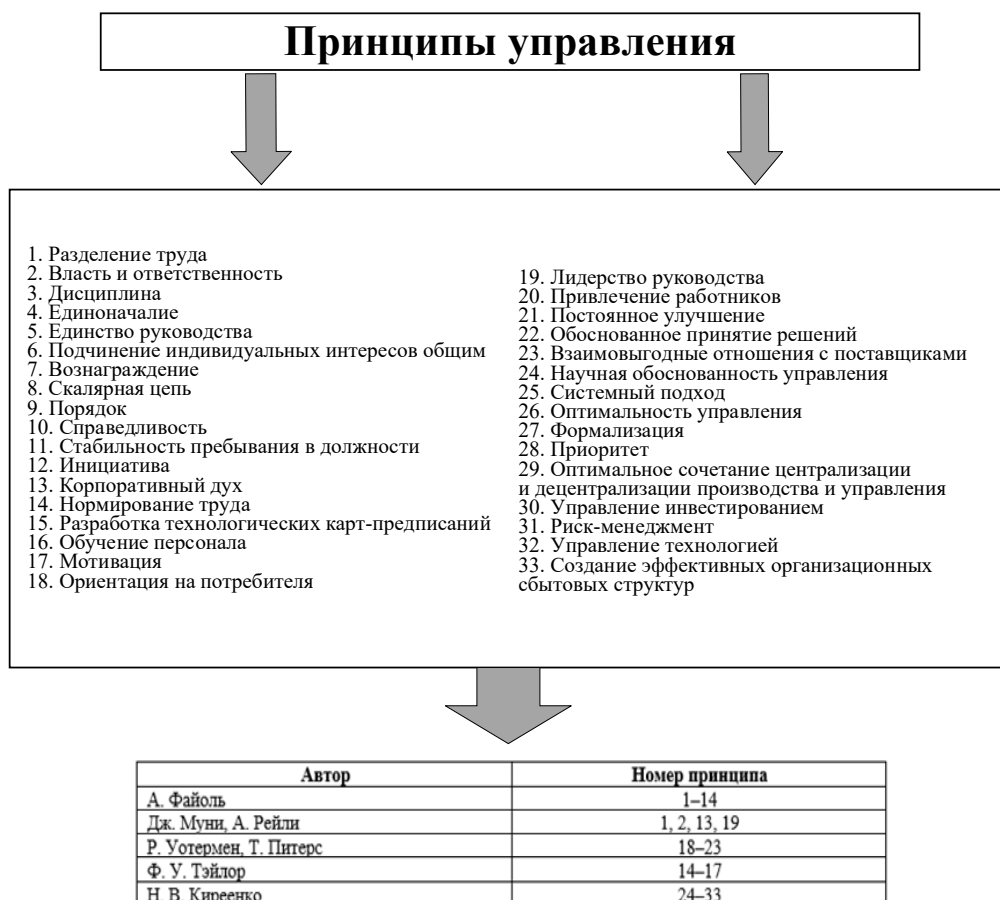 Принципы управления
1. Разделение труда
2. Власть и ответственность
3. Дисциплина
4. Единоначалие
5. Единство руководства
6. Подчинение индивидуальных интересов общим
7. Вознаграждение
8. Скалярная цепь
9. Порядок
10. Справедливость
11. Стабильность пребывания в должности
12. Инициатива
13. Корпоративный дух
14. Нормирование труда
15. Разработка технологических карт-предписаний
16. Обучение персонала
17. Мотивация
18. Ориентация на потребителя
19. Лидерство руководства
20. Привлечение работников
21. Постоянное улучшение
22. Обоснованное принятие решений
23. Взаимовыгодные отношения с поставщиками
24. Научная обоснованность управления
25. Системный подход
26. Оптимальность управления
27. Формализация
28. Приоритет
29. Оптимальное сочетание централизации
и децентрализации производства и управления
30. Управление инвестированием
31. Риск-менеджмент
32. Управление технологией
33. Создание эффективных организационных
сбытовых структур
Автор Номер принципа
А. Файоль 1–14
Дж. Муни, А. Рейли 1, 2, 13, 19
Р. Уотермен, Т. Питерс 18–23
Ф. У. Тэйлор 14–17
Н. В. Киреенко 24–33